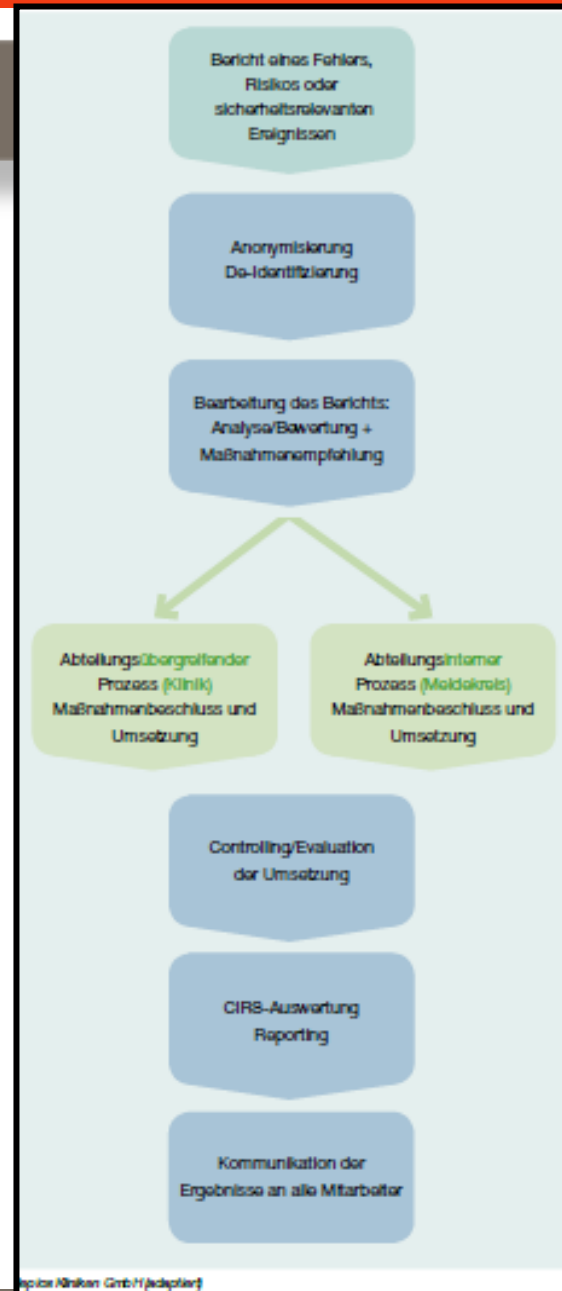 Bericht eines Fehlers,
Risikos oder
sicherheitsrelevanten
Ereignissen
Anonymisierung
De-Identifizierung
Bearbeitung des Berichts:
Analyse/Bewertung +
Maßnahmenempfehlung
Abteilungsübergreifender
Prozess (Klinik)
Maßnahmenbeschluss und
Umsetzung
Abteilungsinterner
Prozess (Meldekreis)
Maßnahmenbeschluss und
Umsetzung
Controlling/Evaluation
der Umsetzung
CIRS-Auswertung
Reporting
Kommunikation der
Ergebnisse an alle Mitarbeiter
Kliniken GmbH (adaptiert)